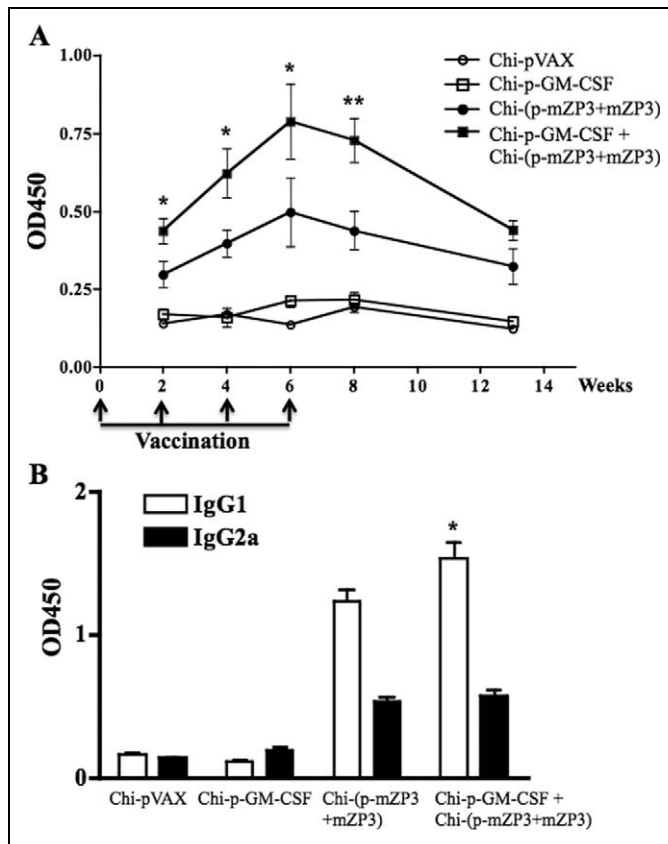 A
1.00
0.75
0.50
0.25
0.00
OD450
*
*
*
**
Chi-pVAX
Chi-p-GM-CSF
Chi-(p-mZP3+mZP3)
Chi-p-GM-CSF +
Chi-(p-mZP3+mZP3)
0 2 4 6 8 10 12 14 Weeks
Vaccination
B
IgG1
IgG2a
2
1
0
OD450
*
Chi-pVAX
Chi-p-GM-CSF
Chi-(p-mZP3
+mZP3)
Chi-p-GM-CSF +
Chi-(p-mZP3+mZP3)